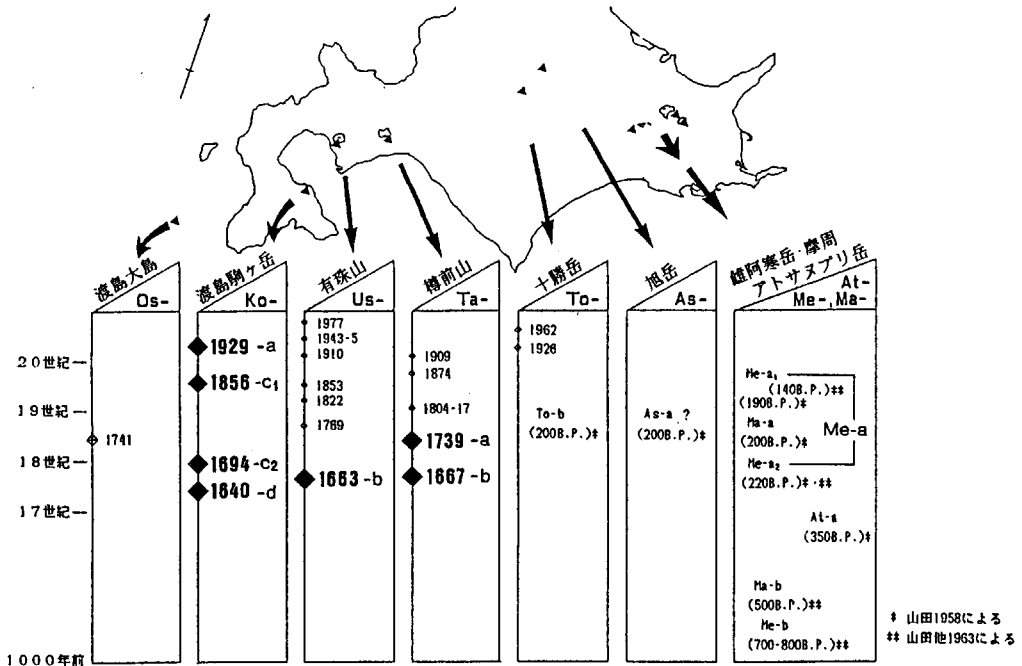 渡島大島
Os-
渡島駒ヶ岳
Ko-
有珠山
Us-
樽前山
Ta-
十勝岳
To-
旭岳
As-
雄阿寒岳・摩周
アトサヌプリ岳
At-
Me-, Ma-
20世紀
19世紀
18世紀
17世紀
1000年前
1741
1929 -a
1856 -c1
1694 -c2
1640 -d
1977
1943-5
1910
1853
1822
1769
1663 -b
1909
1874
1804-17
1739 -a
1667 -b
1962
1926
To-b
(200B.P.)*
As-a ?
(200B.P.)*
Me-a1
(140B.P.)**
(190B.P.)*
Ma-a
(200B.P.)*
Me-a
Me-a2
(220B.P.)*・**
At-a
(350B.P.)*
Ma-b
(500B.P.)**
Me-b
(700-800B.P.)**
* 山田1958による
** 山田他1963による